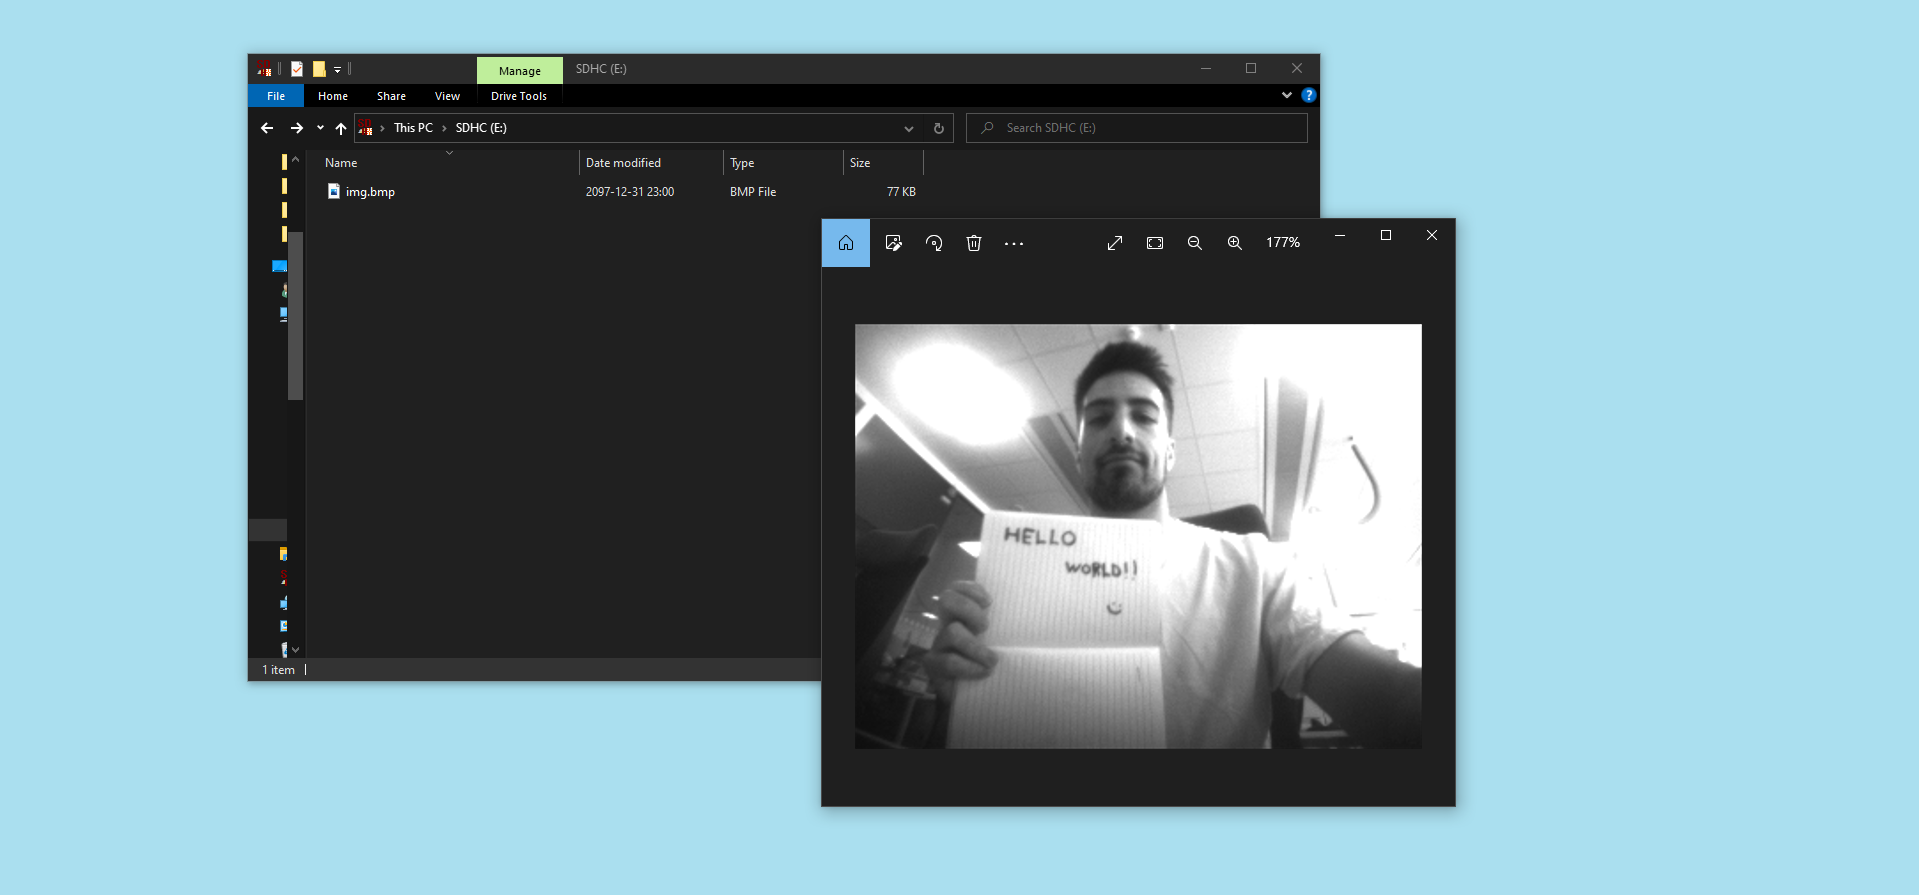 Manage
SDHC (E:)
File
Home
Share
View
Drive Tools
This PC
SDHC (E:)
Search SDHC (E:)
Name
Date modified
Type
Size
img.bmp
2097-12-31 23:00
BMP File
77 KB
177%
HELLO
WORLD!!
1 item